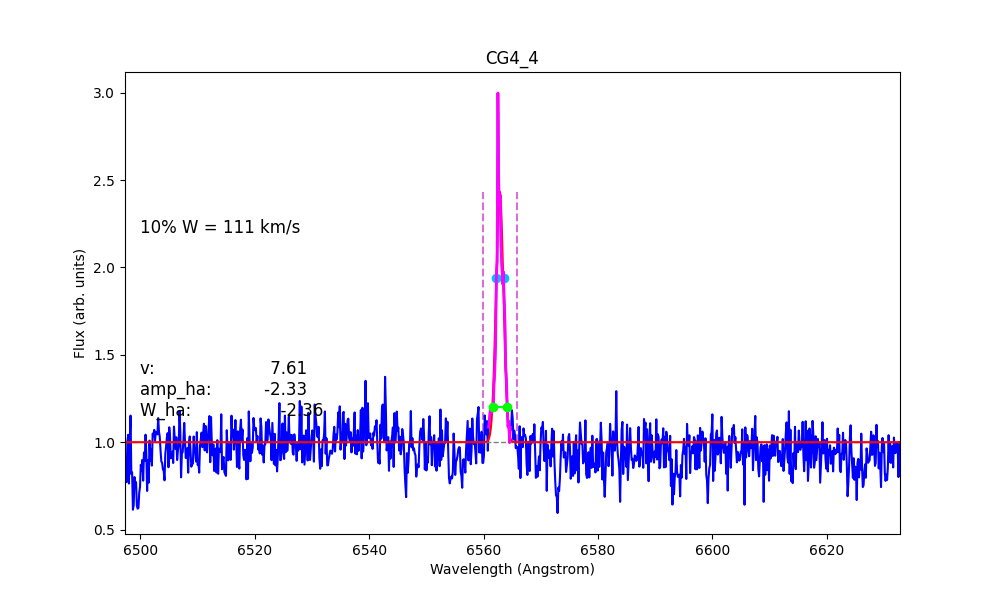 CG4_4
3.0
2.5
10% W = 111 km/s
2.0
Flux (arb. units)
1.5
v: 7.61
amp_ha: -2.33
W_ha: -2.36
1.0
0.5
6500 6520 6540 6560 6580 6600 6620
Wavelength (Angstrom)